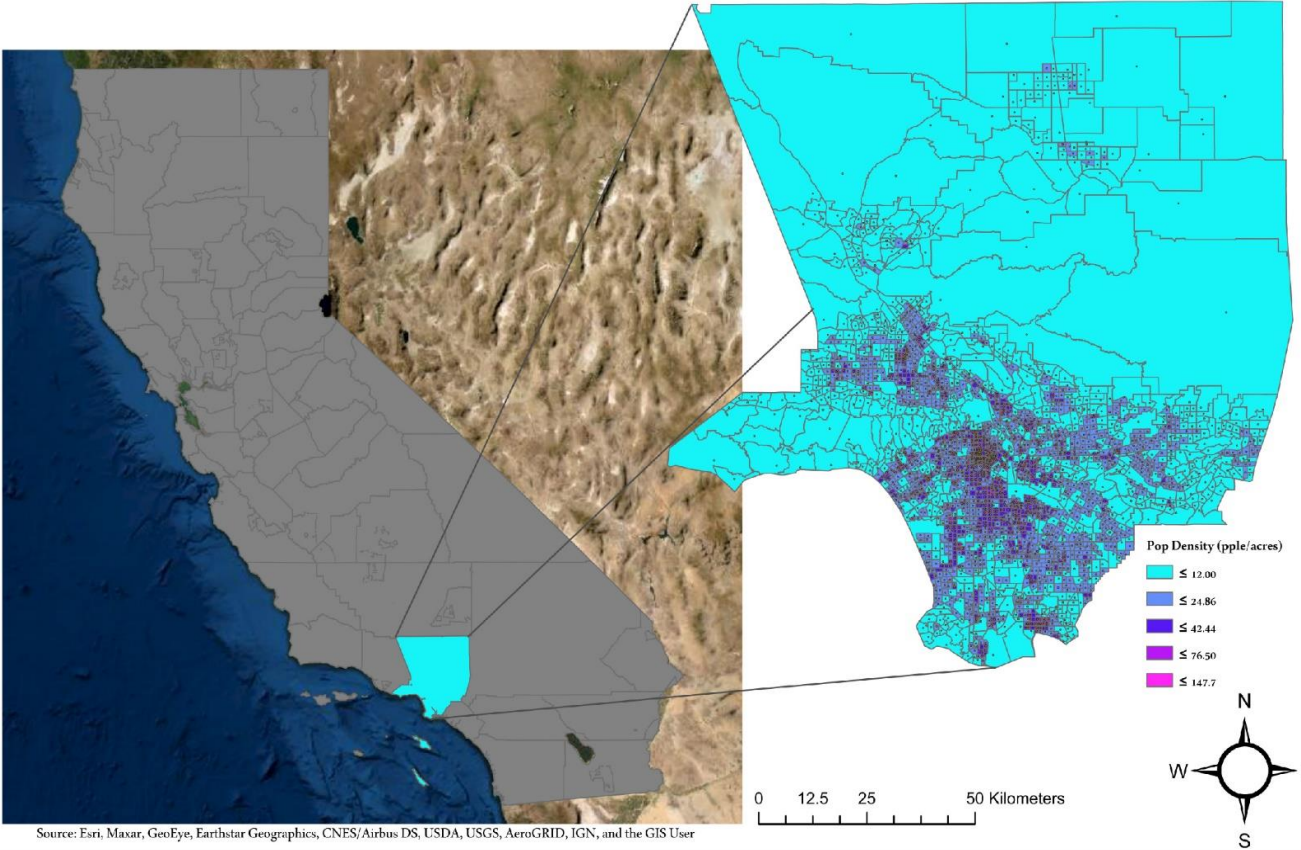 Pop Density (pple/acres)
≤ 12.00
≤ 24.86
≤ 42.44
≤ 76.50
≤ 147.7
N
W
S
0 12.5 25 50 Kilometers
Source: Esri, Maxar, GeoEye, Earthstar Geographics, CNES/Airbus DS, USDA, USGS, AeroGRID, IGN, and the GIS User